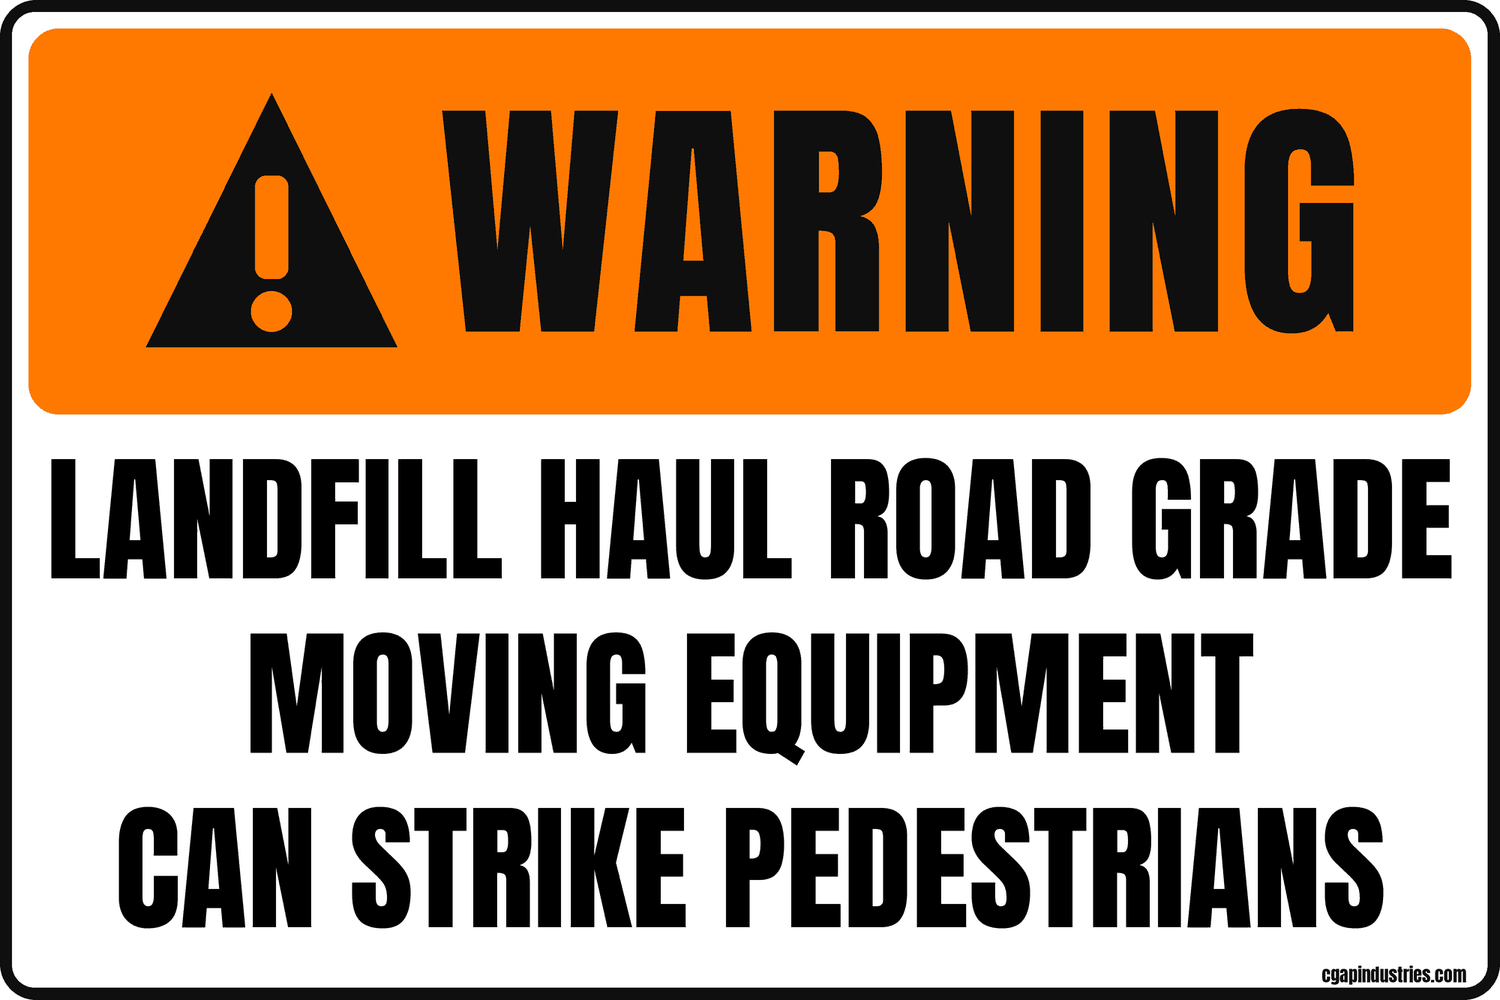 WARNING
LANDFILL HAUL ROAD GRADE
MOVING EQUIPMENT
CAN STRIKE PEDESTRIANS
cgapindustries.com